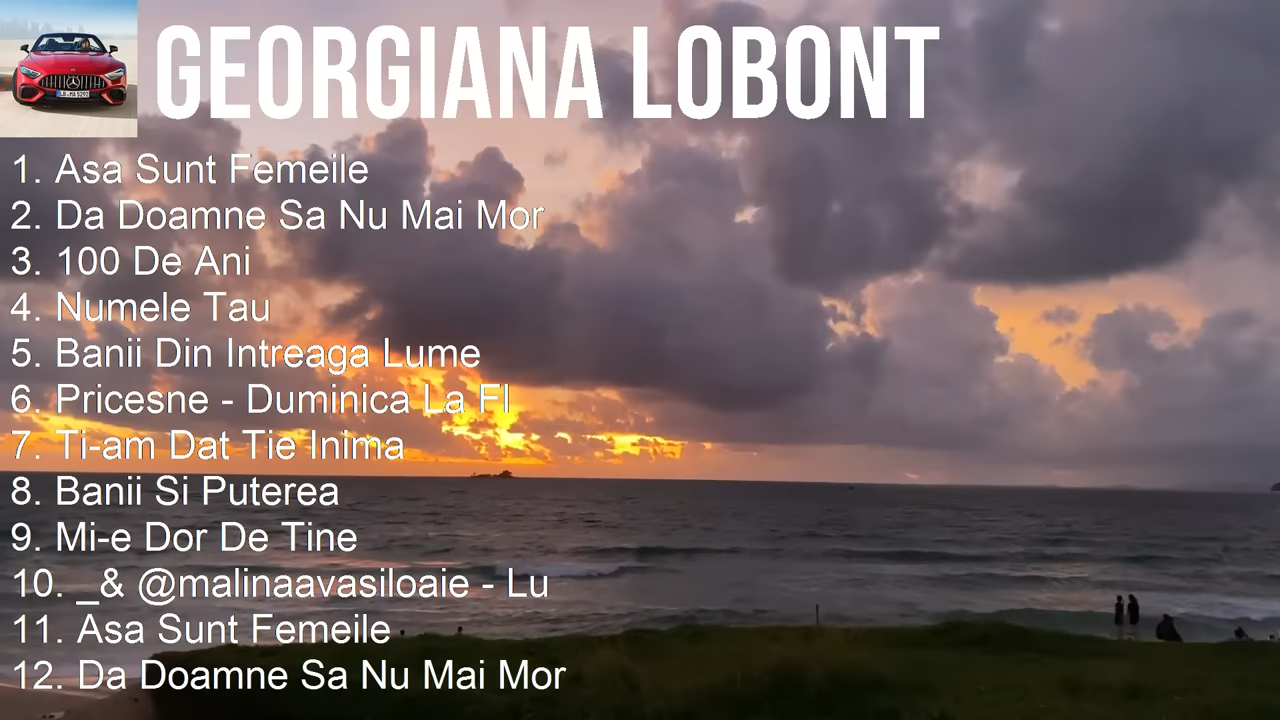 GEORGIANA LOBONT
1. Asa Sunt Femeile
2. Da Doamne Sa Nu Mai Mor
3. 100 De Ani
4. Numele Tau
5. Banii Din Intreaga Lume
6. Pricesne - Duminica La Fl
7. Ti-am Dat Tie Inima
8. Banii Si Puterea
9. Mi-e Dor De Tine
10. _& @malinaavasiloaie - Lu
11. Asa Sunt Femeile
12. Da Doamne Sa Nu Mai Mor